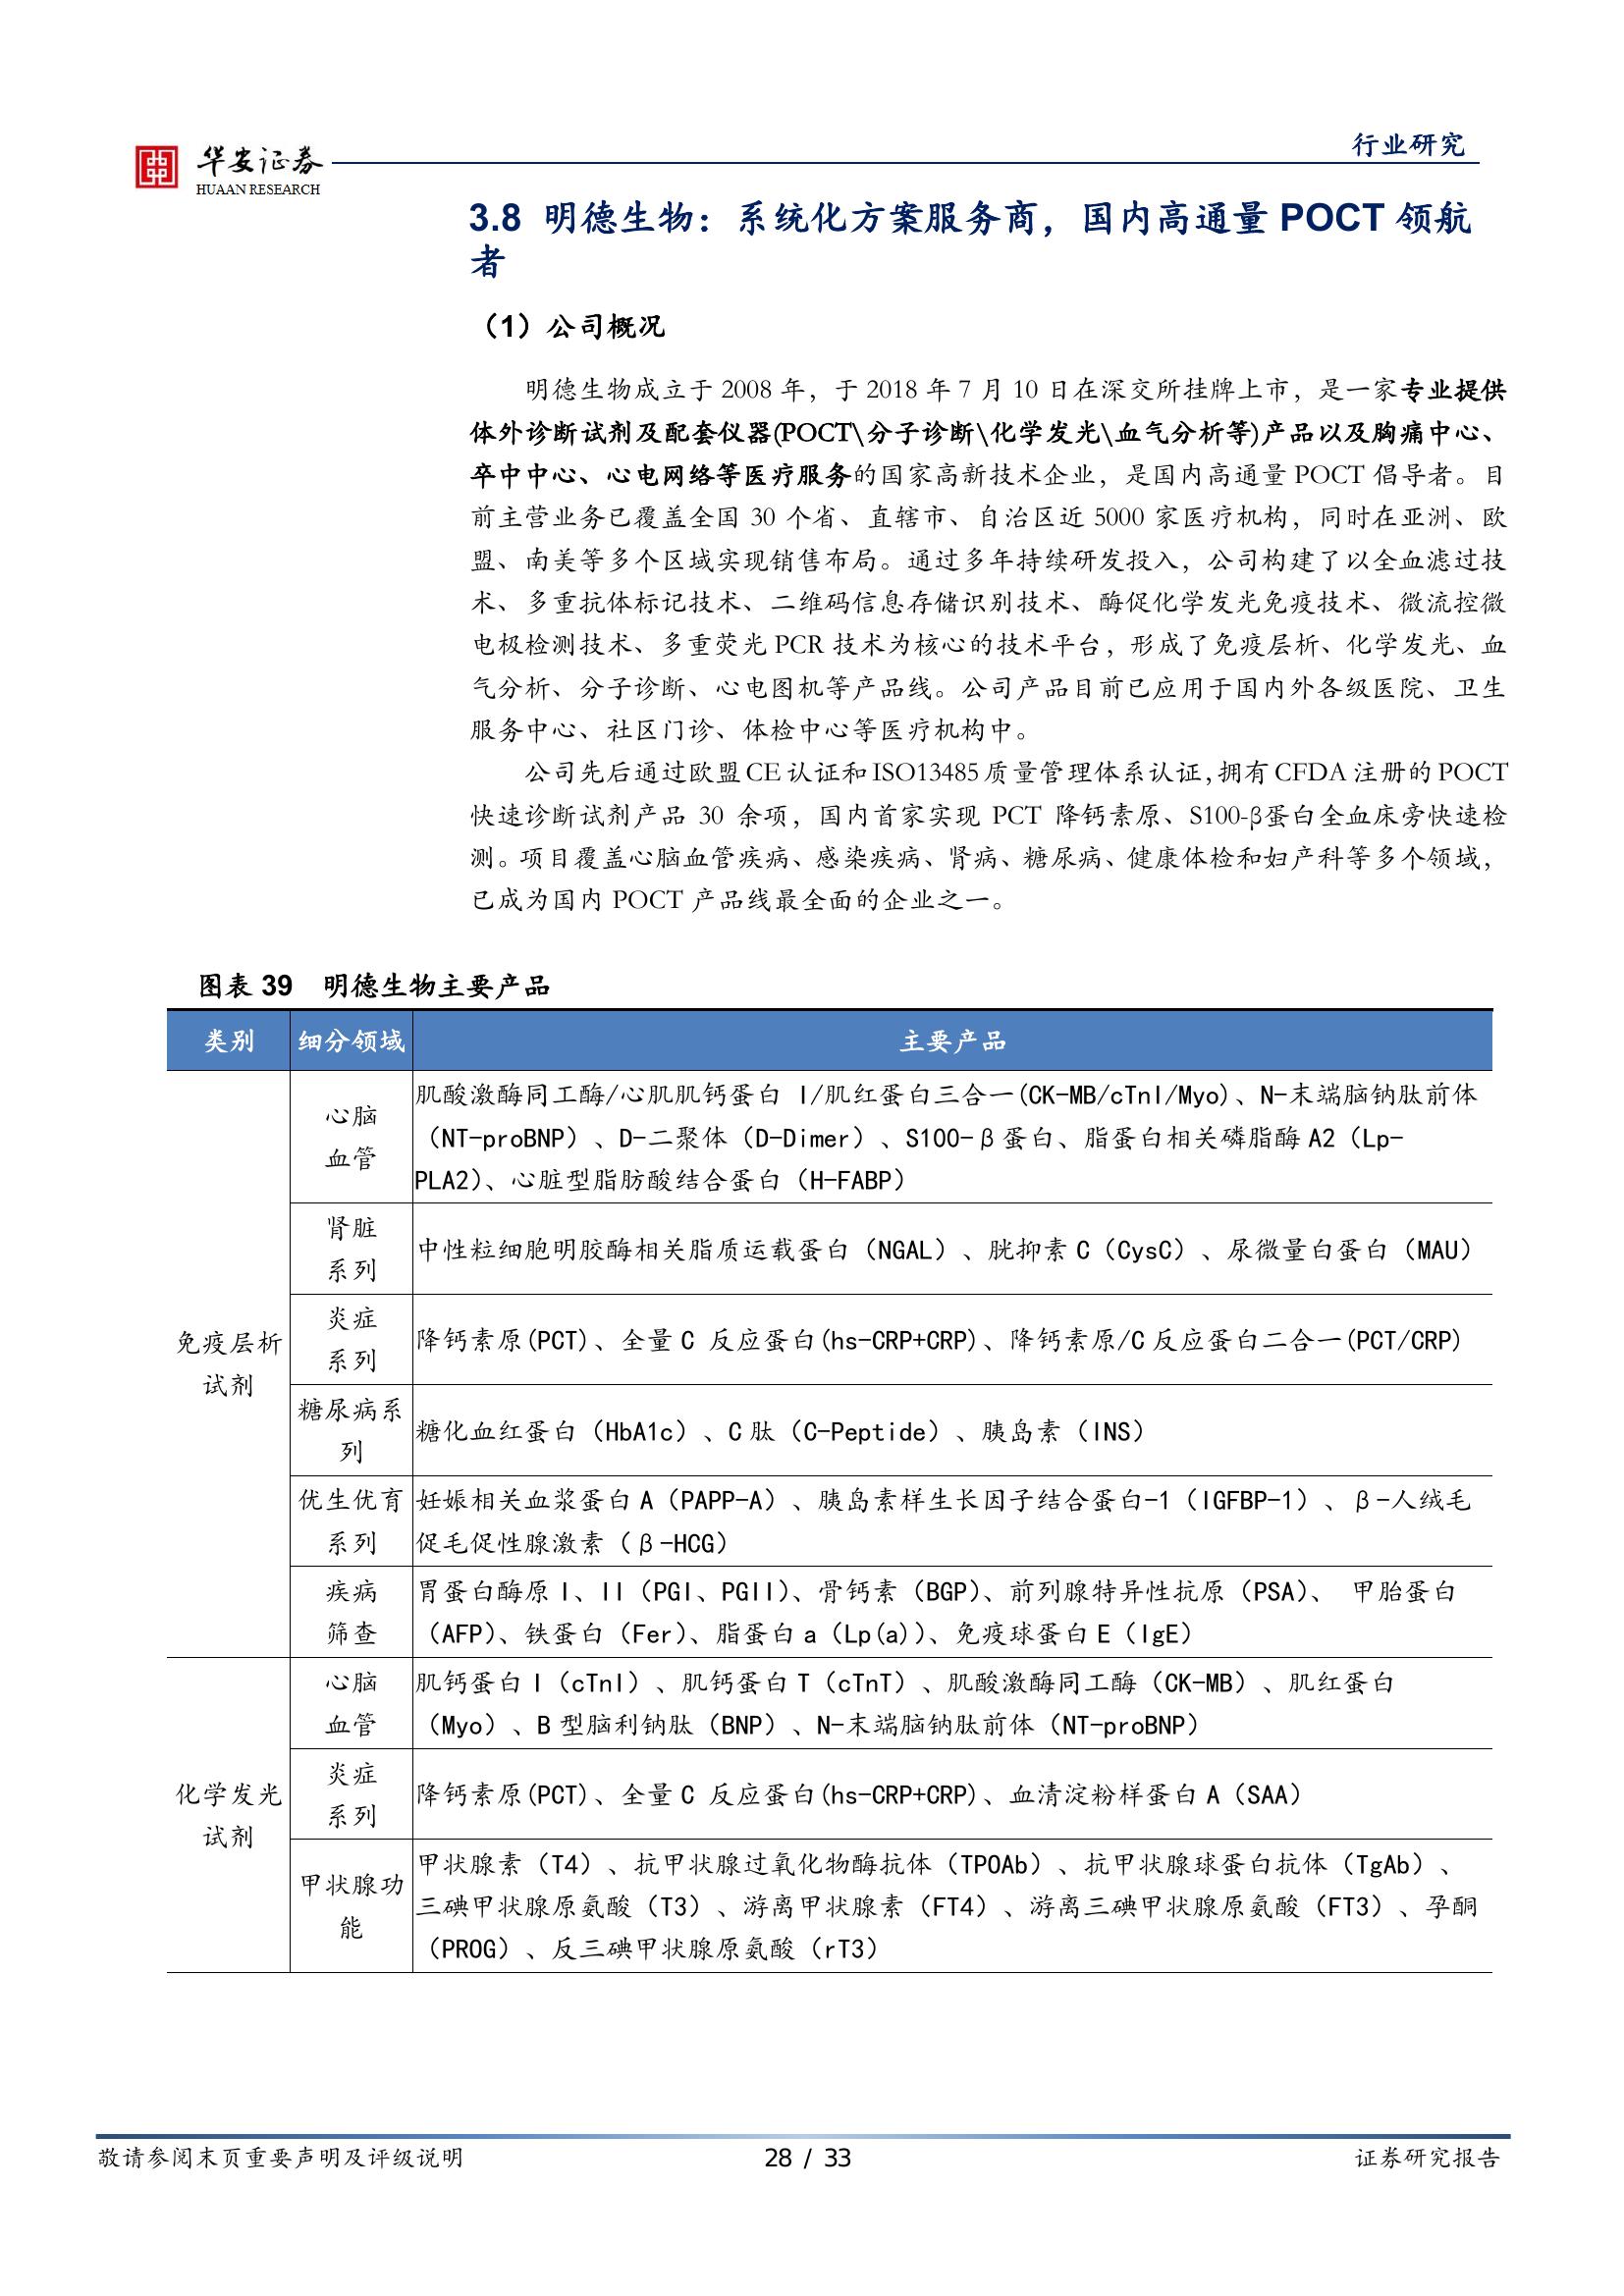 华安证券
HUAAN RESEARCH
行业研究
3.8 明德生物：系统化方案服务商，国内高通量 POCT 领航
者
（1）公司概况
明德生物成立于 2008 年，于 2018 年 7 月 10 日在深交所挂牌上市，是一家专业提供
体外诊断试剂及配套仪器(POCT\分子诊断\化学发光\血气分析等)产品以及胸痛中心、
卒中中心、心电网络等医疗服务的国家高新技术企业，是国内高通量 POCT 倡导者。目
前主营业务已覆盖全国 30 个省、直辖市、自治区近 5000 家医疗机构，同时在亚洲、欧
盟、南美等多个区域实现销售布局。通过多年持续研发投入，公司构建了以全血滤过技
术、多重抗体标记技术、二维码信息存储识别技术、酶促化学发光免疫技术、微流控微
电极检测技术、多重荧光 PCR 技术为核心的技术平台，形成了免疫层析、化学发光、血
气分析、分子诊断、心电图机等产品线。公司产品目前已应用于国内外各级医院、卫生
服务中心、社区门诊、体检中心等医疗机构中。
公司先后通过欧盟 CE 认证和 ISO13485 质量管理体系认证，拥有 CFDA 注册的 POCT
快速诊断试剂产品 30 余项，国内首家实现 PCT 降钙素原、S100-β蛋白全血床旁快速检
测。项目覆盖心脑血管疾病、感染疾病、肾病、糖尿病、健康体检和妇产科等多个领域，
已成为国内 POCT 产品线最全面的企业之一。
图表 39 明德生物主要产品
类别 细分领域 主要产品
免疫层析
试剂
心脑
血管
肌酸激酶同工酶/心肌肌钙蛋白 I/肌红蛋白三合一(CK-MB/cTnI/Myo)、N-末端脑钠肽前体
（NT-proBNP）、D-二聚体（D-Dimer）、S100-β蛋白、脂蛋白相关磷脂酶 A2（Lp-
PLA2）、心脏型脂肪酸结合蛋白（H-FABP）
肾脏
系列
中性粒细胞明胶酶相关脂质运载蛋白（NGAL）、胱抑素 C（CysC）、尿微量白蛋白（MAU）
炎症
系列
降钙素原(PCT)、全量 C 反应蛋白(hs-CRP+CRP)、降钙素原/C 反应蛋白二合一(PCT/CRP)
糖尿病系
列
糖化血红蛋白（HbA1c）、C 肽（C-Peptide）、胰岛素（INS）
优生优育
系列
妊娠相关血浆蛋白 A（PAPP-A）、胰岛素样生长因子结合蛋白-1（IGFBP-1）、β-人绒毛
促毛促性腺激素（β-HCG）
疾病
筛查
胃蛋白酶原 I、II（PGI、PGII）、骨钙素（BGP）、前列腺特异性抗原（PSA）、 甲胎蛋白
（AFP）、铁蛋白（Fer）、脂蛋白 a（Lp(a)）、免疫球蛋白 E（IgE）
化学发光
试剂
心脑
血管
肌钙蛋白 I（cTnI）、肌钙蛋白 T（cTnT）、肌酸激酶同工酶（CK-MB）、肌红蛋白
（Myo）、B 型脑利钠肽（BNP）、N-末端脑钠肽前体（NT-proBNP）
炎症
系列
降钙素原(PCT)、全量 C 反应蛋白(hs-CRP+CRP)、血清淀粉样蛋白 A（SAA）
甲状腺功
能
甲状腺素（T4）、抗甲状腺过氧化物酶抗体（TPOAb）、抗甲状腺球蛋白抗体（TgAb）、
三碘甲状腺原氨酸（T3）、游离甲状腺素（FT4）、游离三碘甲状腺原氨酸（FT3）、孕酮
（PROG）、反三碘甲状腺原氨酸（rT3）
敬请参阅末页重要声明及评级说明
28 / 33
证券研究报告